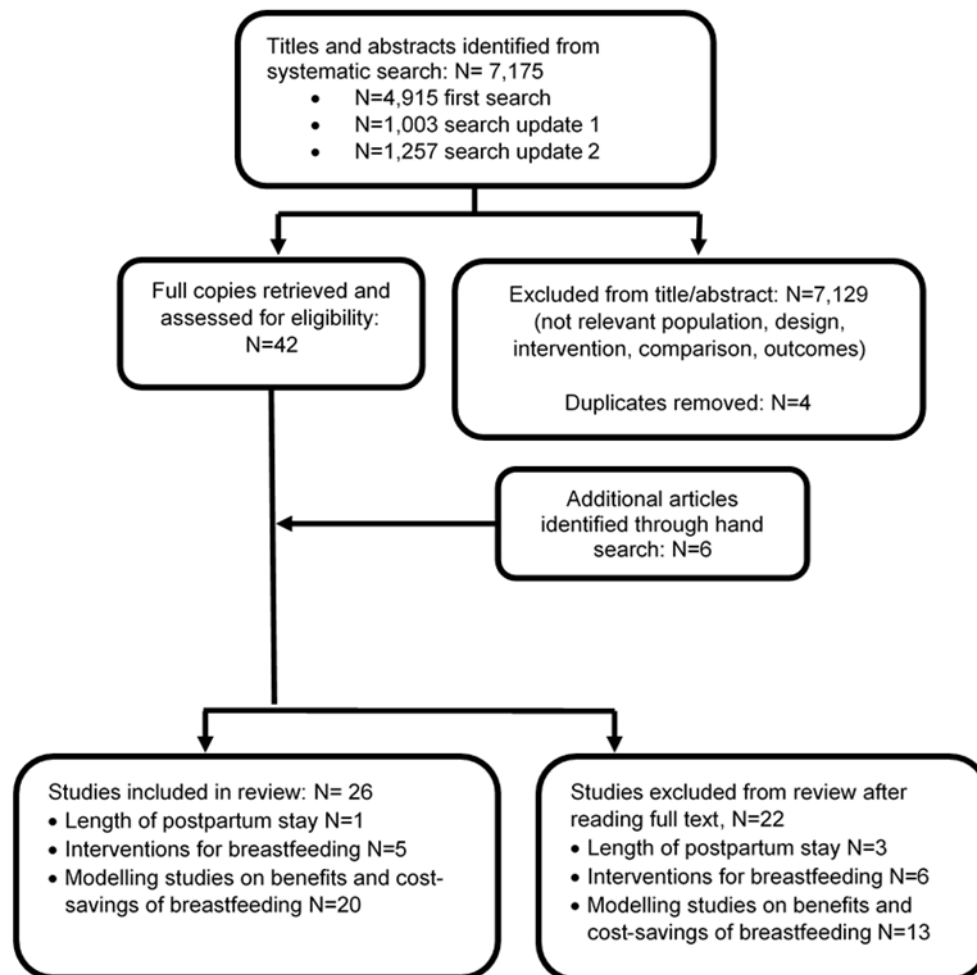 Titles and abstracts identified from
systematic search: N= 7,175
• N=4,915 first search
• N=1,003 search update 1
• N=1,257 search update 2
Full copies retrieved and
assessed for eligibility:
N=42
Excluded from title/abstract: N=7,129
(not relevant population, design,
intervention, comparison, outcomes)
Duplicates removed: N=4
Additional articles
identified through hand
search: N=6
Studies included in review: N= 26
• Length of postpartum stay N=1
• Interventions for breastfeeding N=5
• Modelling studies on benefits and cost-
savings of breastfeeding N=20
Studies excluded from review after
reading full text, N=22
• Length of postpartum stay N=3
• Interventions for breastfeeding N=6
• Modelling studies on benefits and
cost-savings of breastfeeding N=13